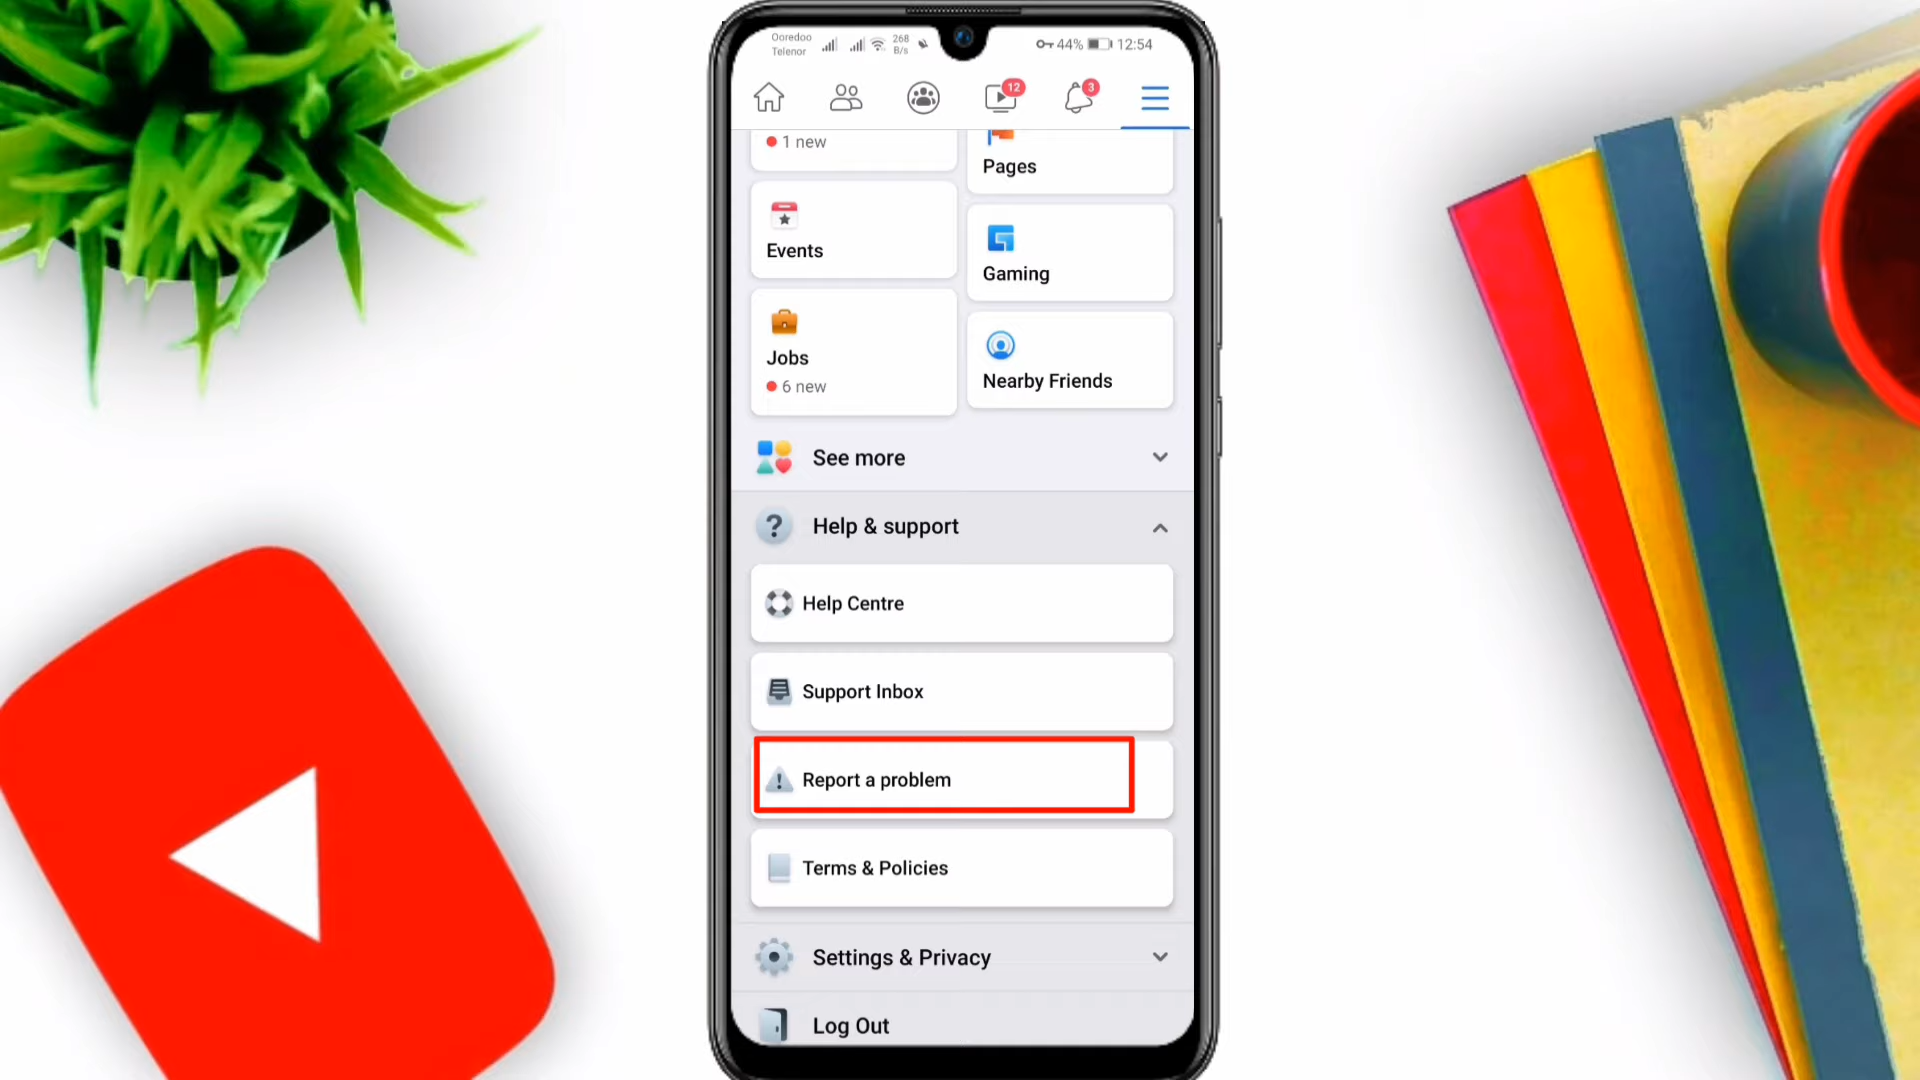 Ooredoo
Telenor
268
B/s
44%
12:54
12
3
1 new
Pages
Events
Gaming
Jobs
6 new
Nearby Friends
See more
Help & support
Help Centre
Support Inbox
Report a problem
Terms & Policies
Settings & Privacy
Log Out